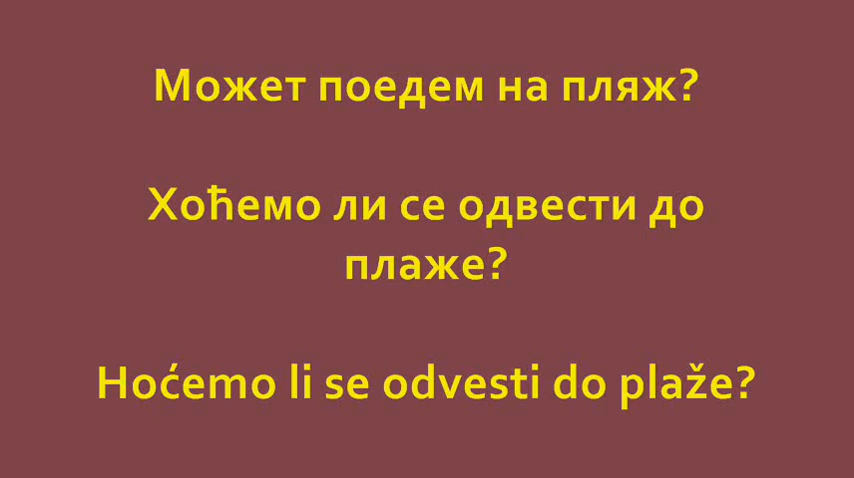 Может поедем на пляж?
Хоћемо ли се одвести до
плаже?
Hoćemo li se odvesti do plaže?